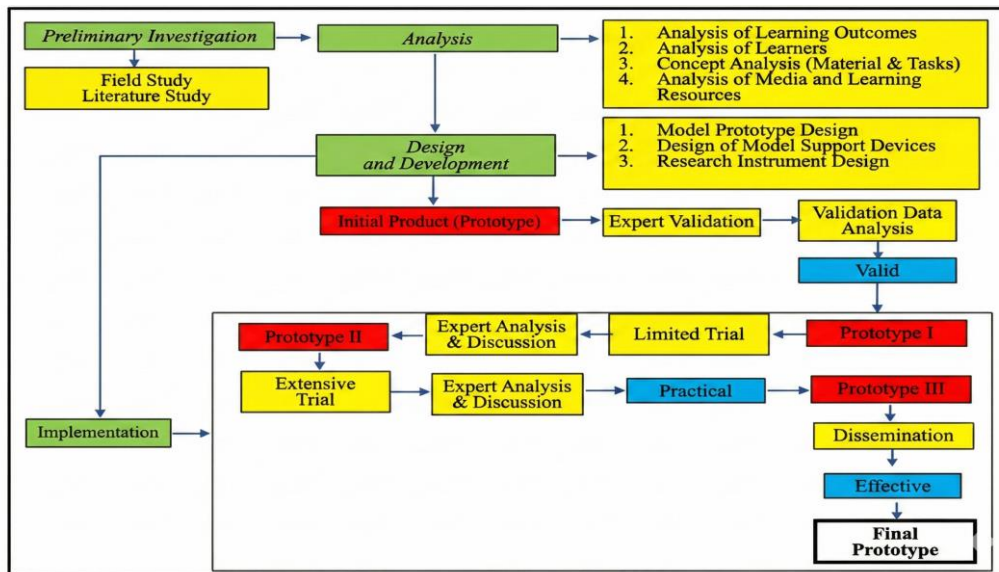 Preliminary Investigation
Analysis
1. Analysis of Learning Outcomes
2. Analysis of Learners
3. Concept Analysis (Material & Tasks)
4. Analysis of Media and Learning
Resources
Field Study
Literature Study
Design
and Development
1. Model Prototype Design
2. Design of Model Support Devices
3. Research Instrument Design
Initial Product (Prototype)
Expert Validation
Validation Data
Analysis
Valid
Prototype II
Expert Analysis
& Discussion
Limited Trial
Prototype I
Extensive
Trial
Expert Analysis
& Discussion
Practical
Prototype III
Implementation
Dissemination
Effective
Final
Prototype